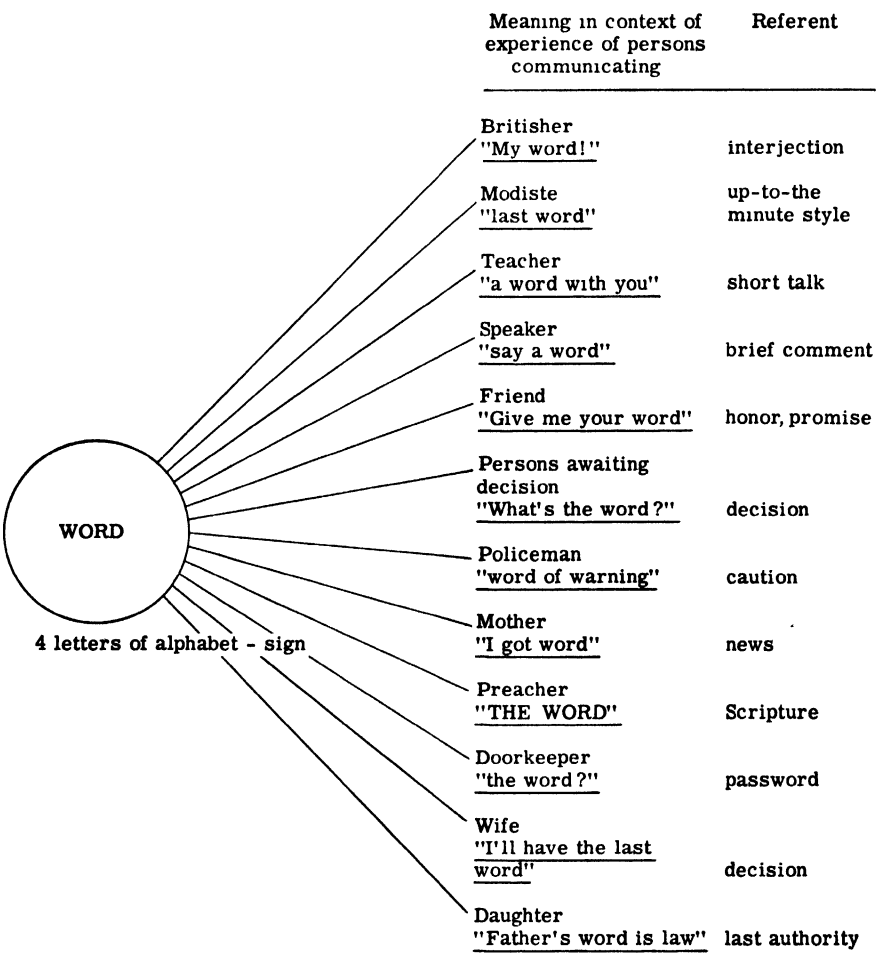 Meaning in context of Referent
experience of persons
communicating
Britisher
"My word!" interjection
Modiste up-to-the
"last word" minute style
Teacher
"a word with you" short talk
Speaker
"say a word" brief comment
Friend
"Give me your word" honor, promise
Persons awaiting
decision
"What's the word?" decision
WORD
Policeman
"word of warning" caution
4 letters of alphabet - sign
Mother
"I got word" news
Preacher
"THE WORD" Scripture
Doorkeeper
"the word?" password
Wife
"I'll have the last
word" decision
Daughter
"Father's word is law" last authority